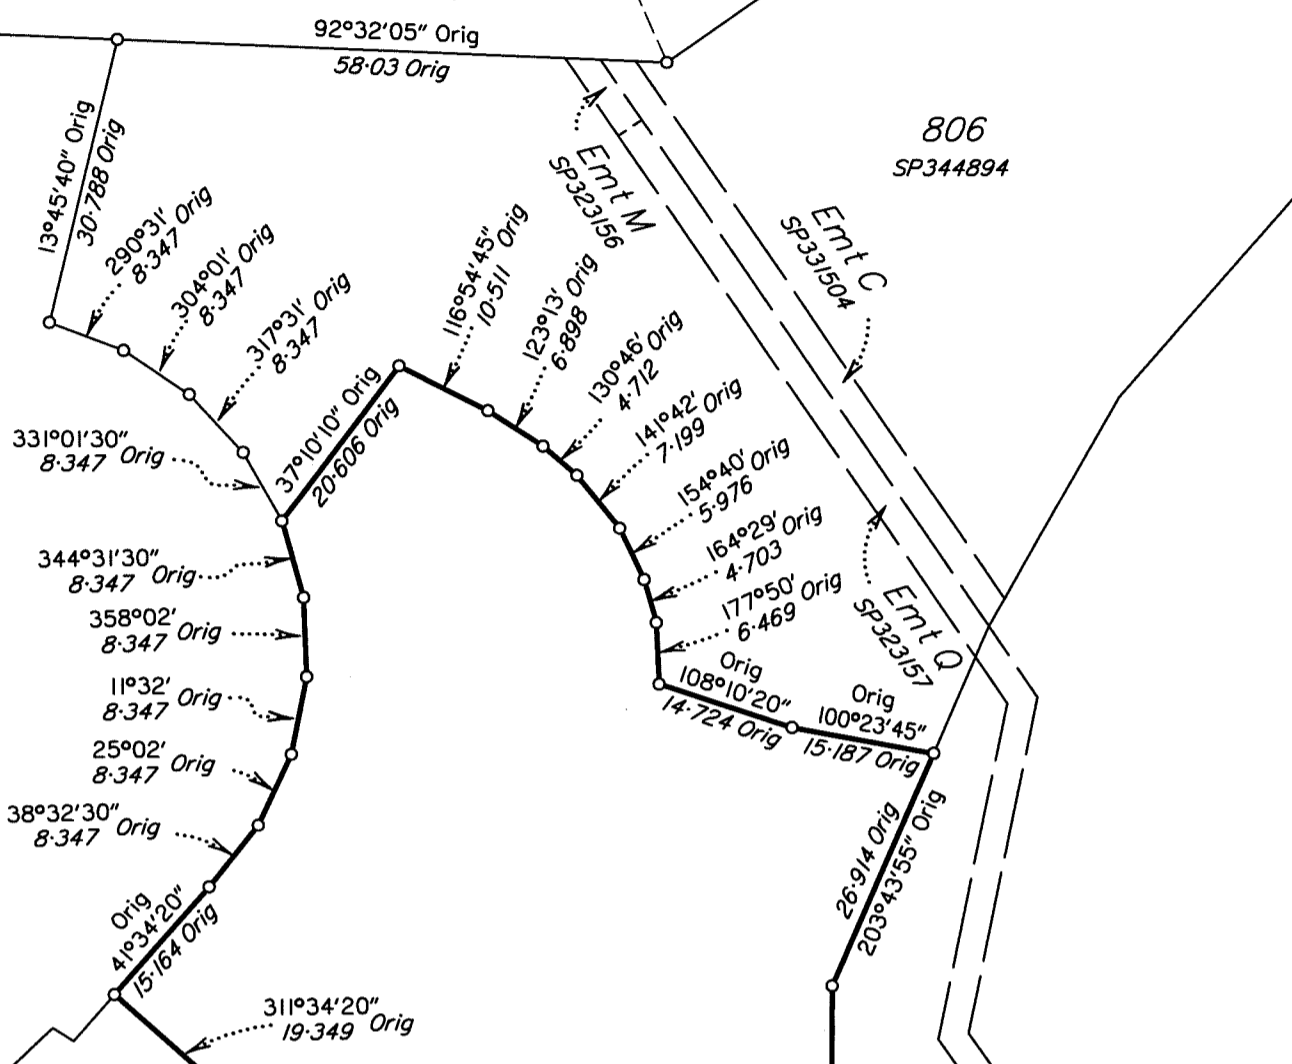 92°32'05" Orig
58·03 Orig
806
SP344894
13°45'40" Orig
30·788 Orig
290°31' Orig
8·347
304°01' Orig
8·347
317°31' Orig
8·347
331°01'30"
8·347 Orig
37°10'10" Orig
20·606 Orig
116°54'45" Orig
10·511
123°13' Orig
6·898
130°46' Orig
4·712
141°42' Orig
7·199
154°40' Orig
5·976
164°29' Orig
4·703
177°50' Orig
6·469
Emt M
SP323156
Emt C
SP331504
Emt Q
SP323157
344°31'30"
8·347 Orig
358°02'
8·347 Orig
11°32'
8·347 Orig
25°02'
8·347 Orig
38°32'30"
8·347 Orig
Orig
108°10'20"
14·724 Orig
Orig
100°23'45"
15·187 Orig
26·914 Orig
203°43'55" Orig
Orig
41°34'20"
15·164 Orig
311°34'20"
19·349 Orig